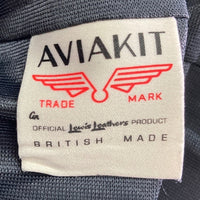 AVIAKIT
TRADE MARK
An
OFFICIAL Lewis Leathers PRODUCT
BRITISH MADE